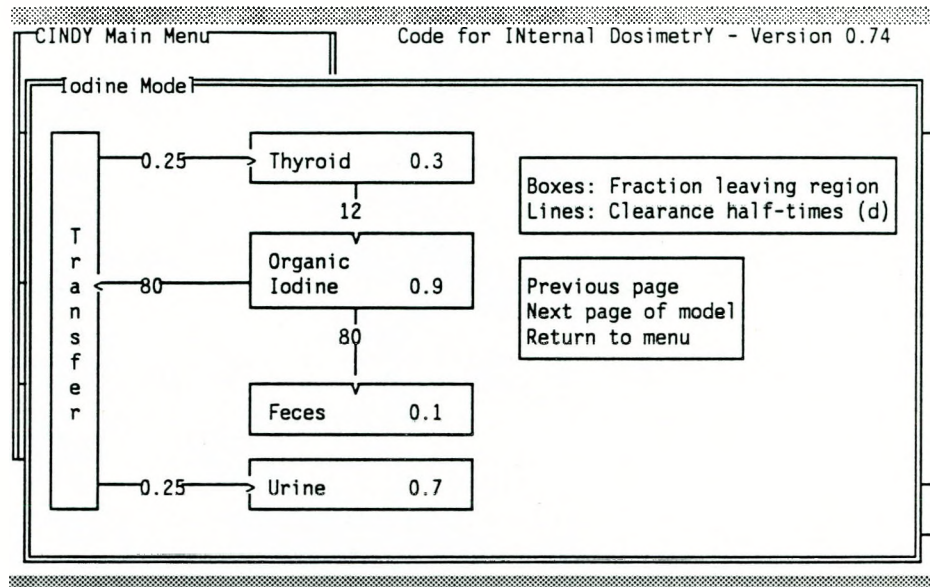 CINDY Main Menu Code for INternal DosimetrY - Version 0.74
Iodine Model
0.25 Thyroid 0.3
12
Boxes: Fraction leaving region
Lines: Clearance half-times (d)
Transfer
Organic
Iodine 0.9
80
80
Previous page
Next page of model
Return to menu
Feces 0.1
0.25 Urine 0.7